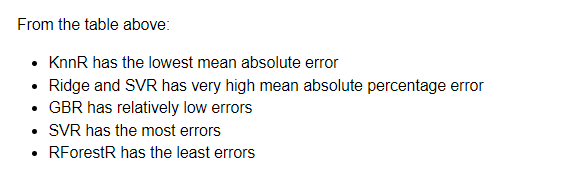 From the table above:
• KnnR has the lowest mean absolute error
• Ridge and SVR has very high mean absolute percentage error
• GBR has relatively low errors
• SVR has the most errors
• RForestR has the least errors